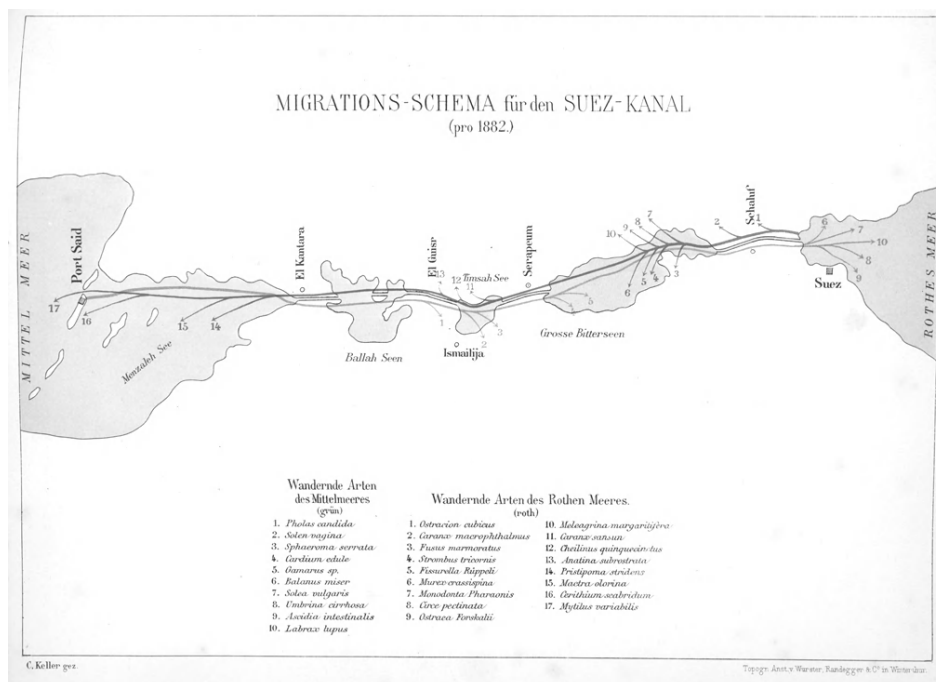 MIGRATIONS-SCHEMA für den SUEZ-KANAL
(pro 1882.)
MITTEL MEER
Port Said
El Kantara
El Guisr
Timsah See
Serapeum
Schaluf
ROTHES MEER
Menzaleh See
Ballah Seen
Ismailija
Grosse Bitterseen
Suez
17
16
15
14
13
12
11
1
2
3
5
10
9
8
7
6
5
4
3
2
1
6
7
10
8
9
Wandernde Arten
des Mittelmeeres
(grün)
1. Pholas candida
2. Solen vagina
3. Sphaeroma serrata
4. Cardium edule
5. Gamarus sp.
6. Balanus miser
7. Solea vulgaris
8. Umbrina cirrhosa
9. Ascidia intestinalis
10. Labrax lupus
Wandernde Arten des Rothen Meeres.
(roth)
1. Ostracion cubicus
2. Caranx macrophthalmus
3. Fusus marmoratus
4. Strombus tricornis
5. Fissurella Rüppeli
6. Murex crassispina
7. Monodonta Pharaonis
8. Circe pectinata
9. Ostraea Forskalii
10. Meleagrina margaritifera
11. Caranx sansun
12. Cheilinus quinquecinctus
13. Anatina subrostrata
14. Pristipoma stridens
15. Mactra olorina
16. Cerithium scabridum
17. Mytilus variabilis
C. Keller gez.
Topogr. Anst. v. Wurster, Randegger & Cº in Winterthur.